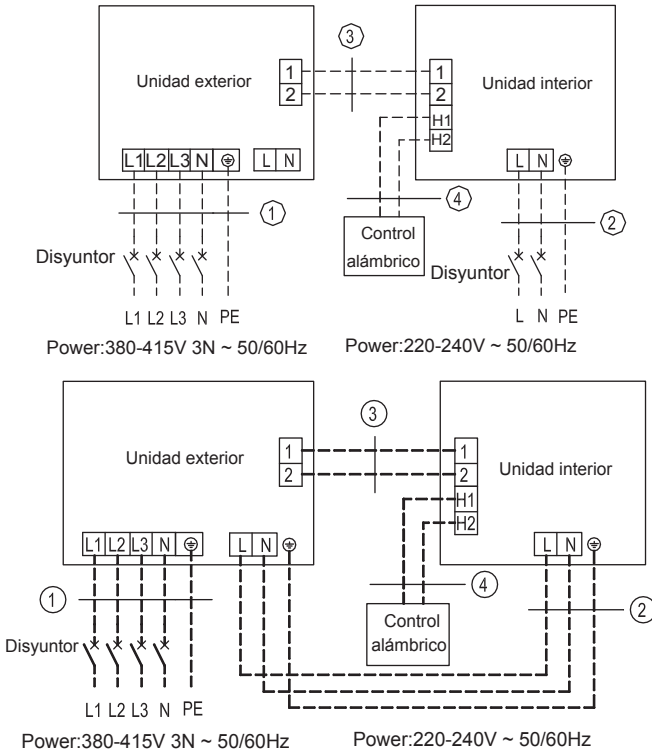 ③
Unidad exterior
1
2
1
2
H1
H2
Unidad interior
L1 L2 L3 N
L N
L N
①
④
②
Disyuntor
Control
alámbrico
Disyuntor
L1 L2 L3 N PE
L N PE
Power:380-415V 3N ~ 50/60Hz
Power:220-240V ~ 50/60Hz
③
Unidad exterior
1
2
1
2
H1
H2
Unidad interior
L1 L2 L3 N
L N
L N
①
④
②
Disyuntor
Control
alámbrico
L1 L2 L3 N PE
Power:380-415V 3N ~ 50/60Hz
Power:220-240V ~ 50/60Hz